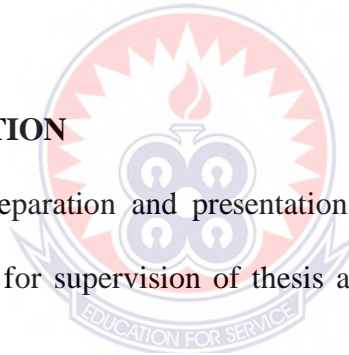 TION
eparation and presentation
for supervision of thesis a
EDUCATION FOR SERVICE